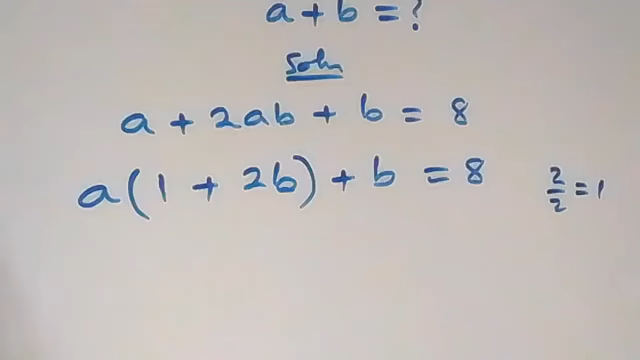 a + b = ?
Soln
a + 2ab + b = 8
a(1 + 2b) + b = 8
2/2 = 1